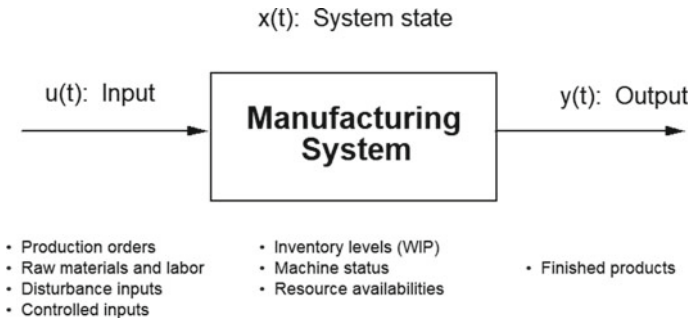 x(t): System state
u(t): Input
y(t): Output
Manufacturing
System
• Production orders
• Raw materials and labor
• Disturbance inputs
• Controlled inputs
• Inventory levels (WIP)
• Machine status
• Resource availabilities
• Finished products